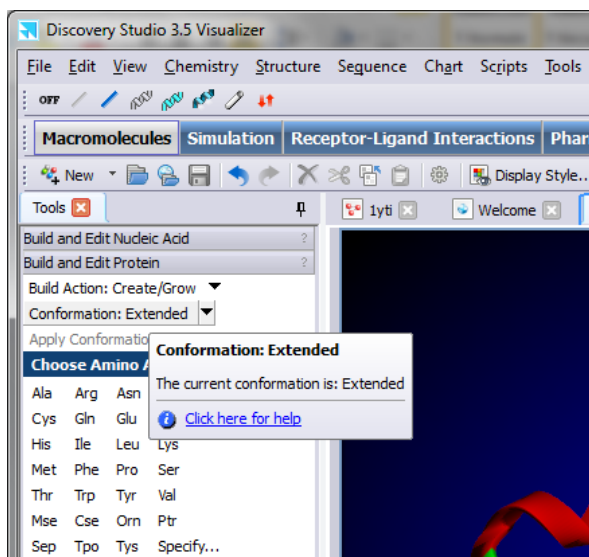 Discovery Studio 3.5 Visualizer
File Edit View Chemistry Structure Sequence Chart Scripts Tools
OFF
Macromolecules Simulation Receptor-Ligand Interactions Phar
New Display Style...
Tools 1yti Welcome
Build and Edit Nucleic Acid ?
Build and Edit Protein ?
Build Action: Create/Grow
Conformation: Extended
Apply Conformatio
Conformation: Extended
Choose Amino A
The current conformation is: Extended
Ala Arg Asn
Cys Gln Glu
Click here for help
His Ile Leu Lys
Met Phe Pro Ser
Thr Trp Tyr Val
Mse Cse Orn Ptr
Sep Tpo Tys Specify...